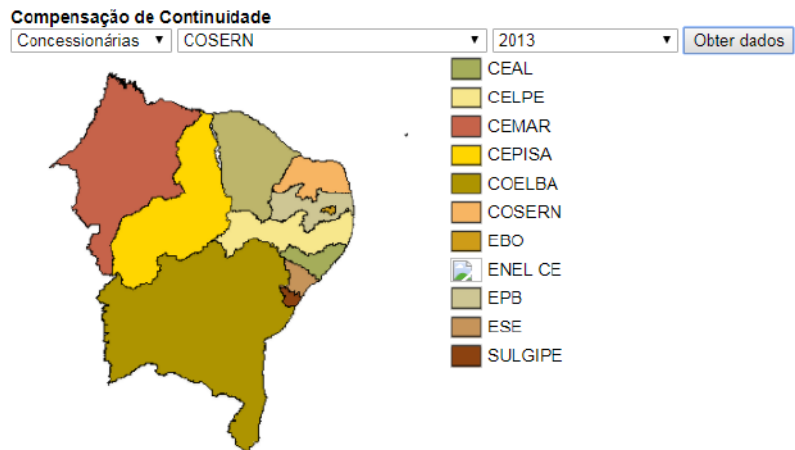 Compensação de Continuidade
Concessionárias COSERN 2013 Obter dados
CEAL
CELPE
CEMAR
CEPISA
COELBA
COSERN
EBO
ENEL CE
EPB
ESE
SULGIPE